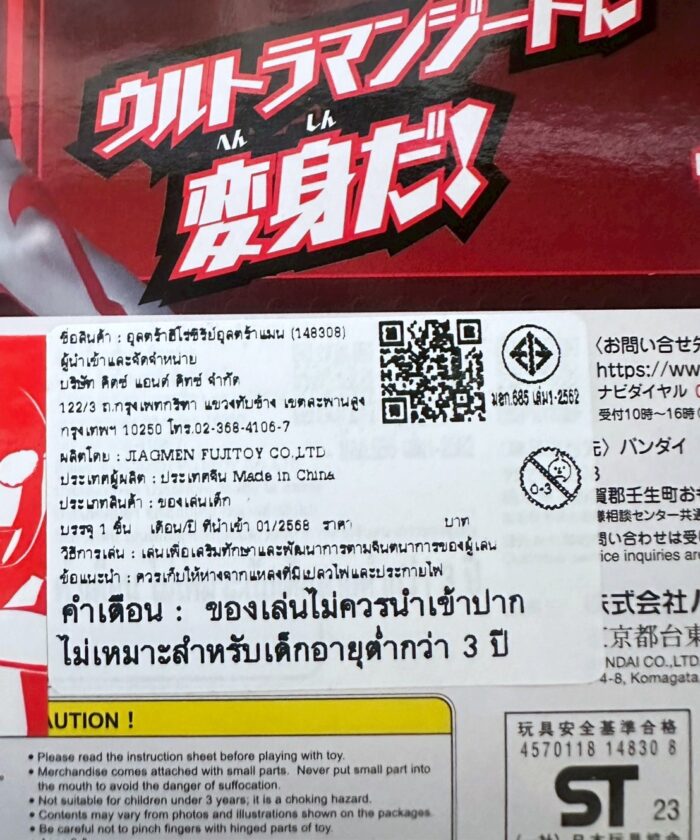 ウルトラマンジードに
へん しん
変身だ!
ชื่อสินค้า : อุลตร้าฮีโร่ซีรีย์อุลตร้าแมน (148308)
ผู้นำเข้าและจัดจำหน่าย
บริษัท คิดซ์ แอนด์ คิทซ์ จำกัด
122/3 ถ.กรุงเทพกรีฑา แขวงทับช้าง เขตสะพานสูง
กรุงเทพฯ 10250 โทร.02-368-4106-7
ผลิตโดย : JIAGMEN FUJITOY CO.,LTD
ประเทศผู้ผลิต : ประเทศจีน Made in China
ประเภทสินค้า : ของเล่นเด็ก
บรรจุ 1 ชิ้น เดือน/ปี ที่นำเข้า 01/2568 ราคา บาท
วิธีการเล่น : เล่นเพื่อเสริมทักษะและพัฒนาการตามจินตนาการของผู้เล่น
ข้อแนะนำ : ควรเก็บให้ห่างจากแหล่งที่มีเปลวไฟและประกายไฟ
คำเตือน : ของเล่นไม่ควรนำเข้าปาก
ไม่เหมาะสำหรับเด็กอายุต่ำกว่า 3 ปี
มอก.685 เล่ม1-2562
0-3
〈お問い合せ先
https://ww
ナビダイヤル
受付10時〜16時
元〉バンダイ
賀郡壬生町お
様相談センター共通
問い合わせは受
ice inquiries are
株式会社バ
東京都台東
NDAI CO.,LTD
4-8, Komagata,
AUTION !
• Please read the instruction sheet before playing with toy.
• Merchandise comes attached with small parts. Never put small part into
the mouth to avoid the danger of suffocation.
• Not suitable for children under 3 years; it is a choking hazard.
• Contents may vary from photos and illustrations shown on the packages.
• Be careful not to pinch fingers with hinged parts of toy.
玩具安全基準合格
4570118 14830 8
ST 23